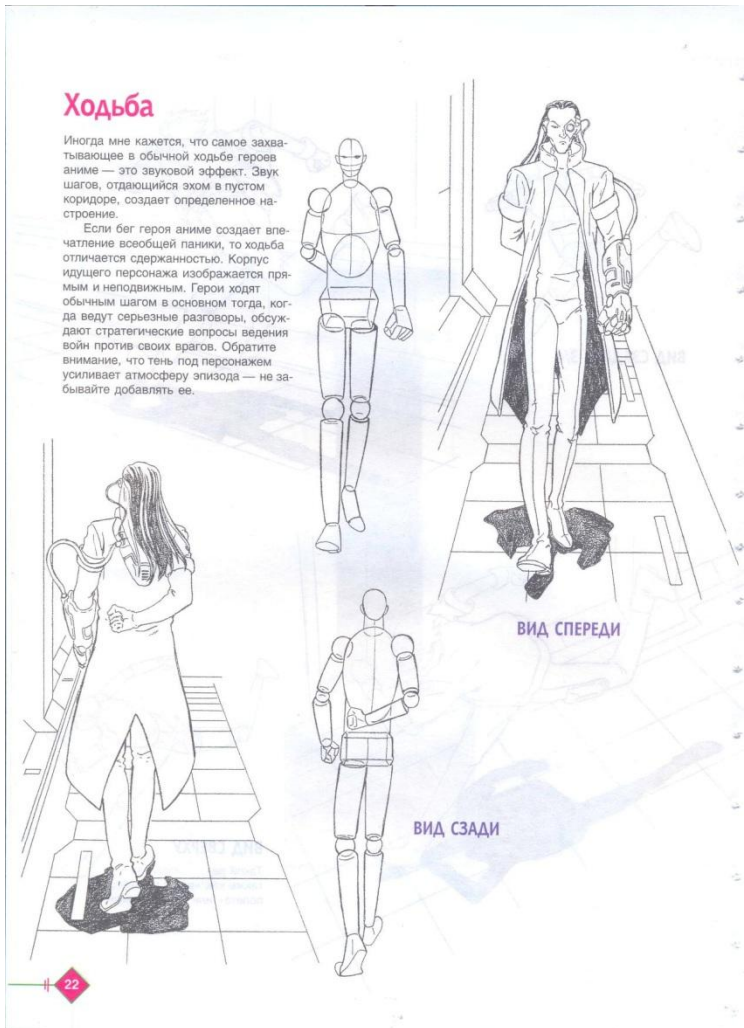 Ходьба
Иногда мне кажется, что самое захва-
тывающее в обычной ходьбе героев
аниме — это звуковой эффект. Звук
шагов, отдающийся эхом в пустом
коридоре, создает определенное на-
строение.
Если бег героя аниме создает впе-
чатление всеобщей паники, то ходьба
отличается сдержанностью. Корпус
идущего персонажа изображается пря-
мым и неподвижным. Герои ходят
обычным шагом в основном тогда, ког-
да ведут серьезные разговоры, обсуж-
дают стратегические вопросы ведения
войн против своих врагов. Обратите
внимание, что тень под персонажем
усиливает атмосферу эпизода — не за-
бывайте добавлять ее.
ВИД СПЕРЕДИ
ВИД СЗАДИ
22